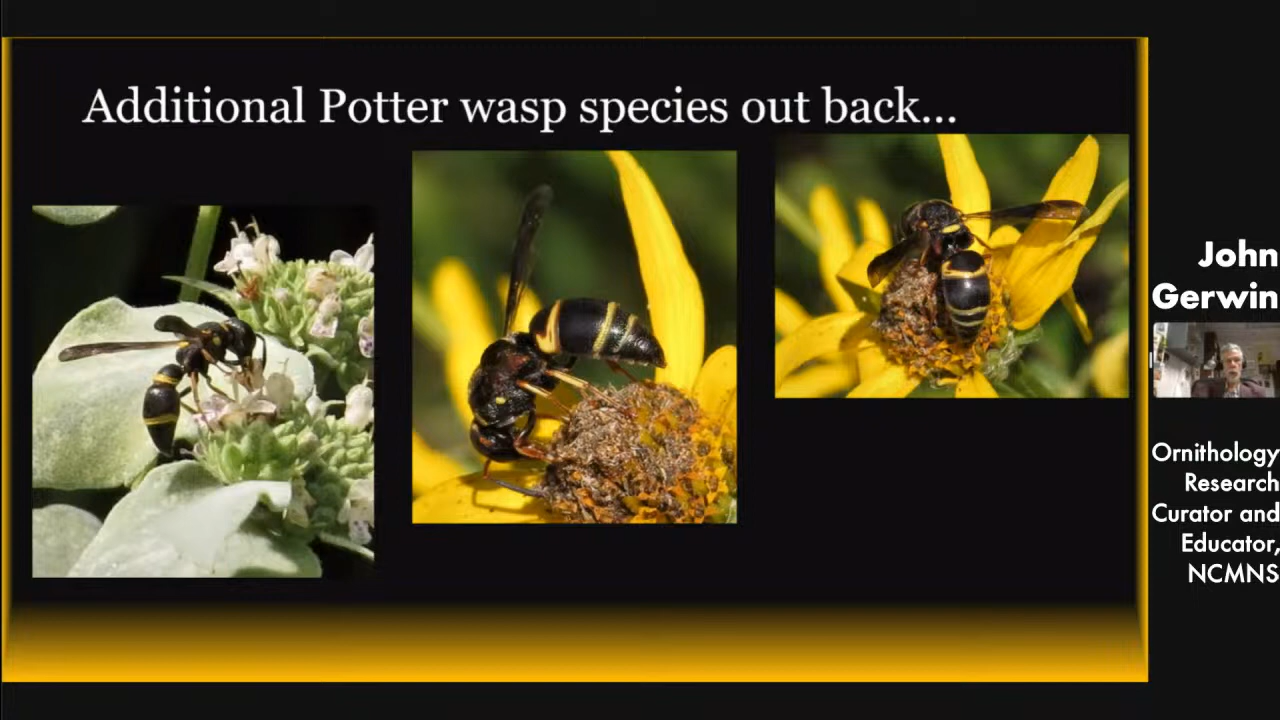 Additional Potter wasp species out back...
John
Gerwin
Ornithology
Research
Curator and
Educator,
NCMNS